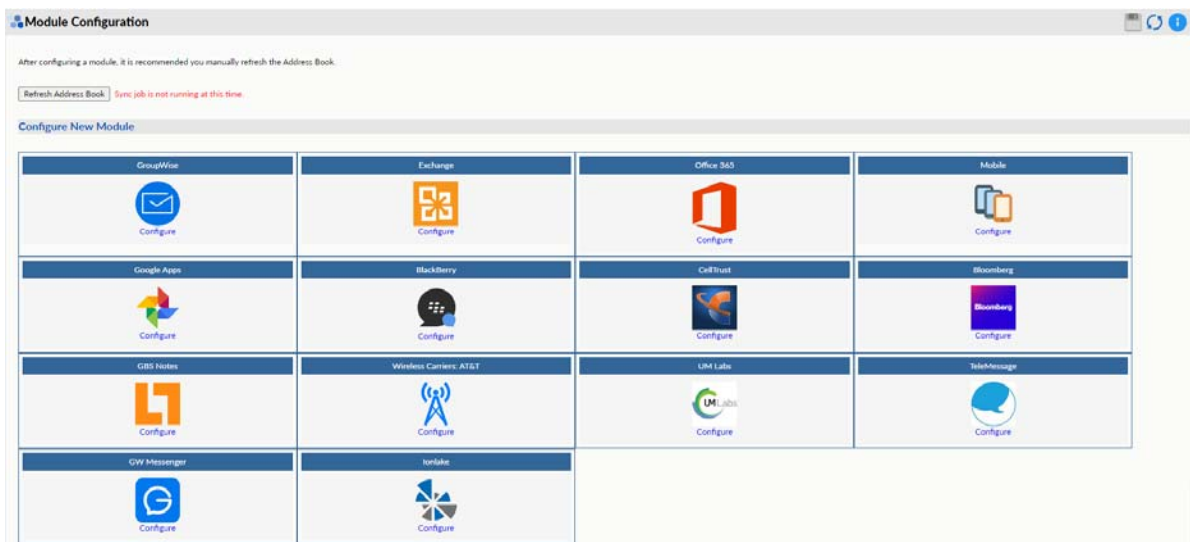 Module Configuration
After configuring a module, it is recommended you manually refresh the Address Book.
Refresh Address Book Sync job is not running at this time.
Configure New Module
GroupWise Exchange Office 365 Mobile
Configure Configure Configure Configure
Google Apps BlackBerry CellTrust Bloomberg
Bloomberg
Configure Configure Configure Configure
GBS Notes Wireless Carriers: AT&T UM Labs TeleMessage
UM Labs
Configure Configure Configure Configure
GW Messenger Ionlake
Configure Configure